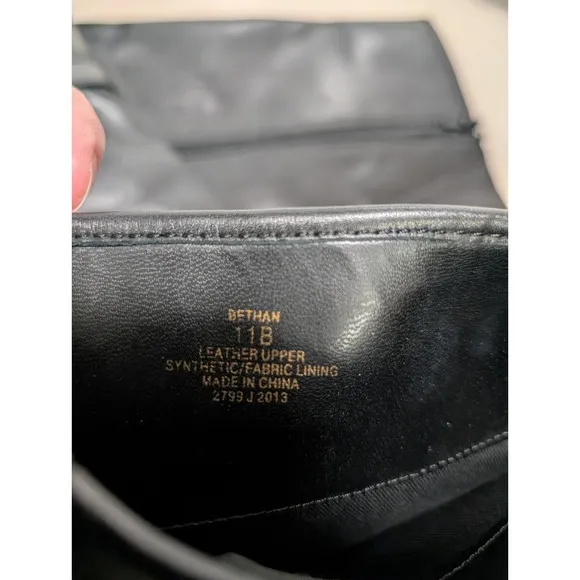 BETHAN
11B
LEATHER UPPER
SYNTHETIC/FABRIC LINING
MADE IN CHINA
2799 J 2013